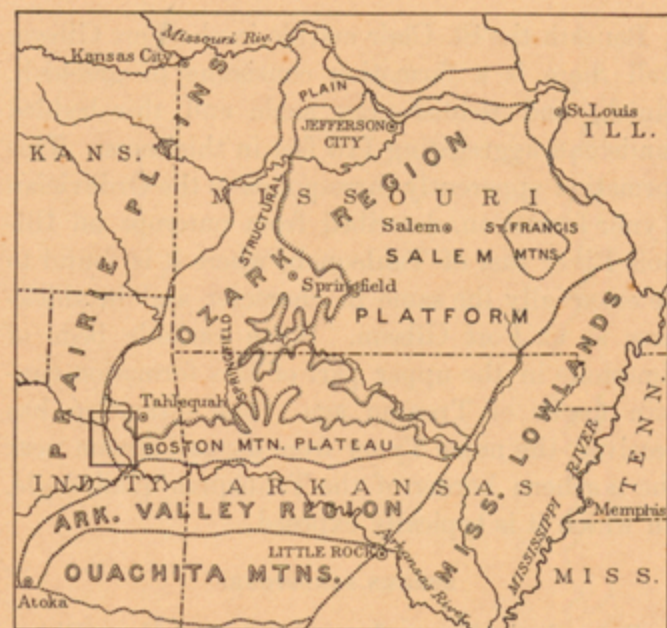 Missouri Riv.
Kansas City
PLAIN
St. Louis
JEFFERSON
CITY
ILL.
KANS.
PRAIRIE PLAINS
MISSOURI
OZARK REGION
STRUCTURAL
Salem
ST. FRANCIS
MTNS
SALEM
Springfield
PLATFORM
SPRINGFIELD
Tahlequah
BOSTON MTN. PLATEAU
MISS. LOWLANDS
MISSISSIPPI RIVER
TENN.
IND. TY.
ARKANSAS
ARK. VALLEY REGION
Memphis
LITTLE ROCK
Arkansas River
OUACHITA MTNS.
MISS.
Atoka